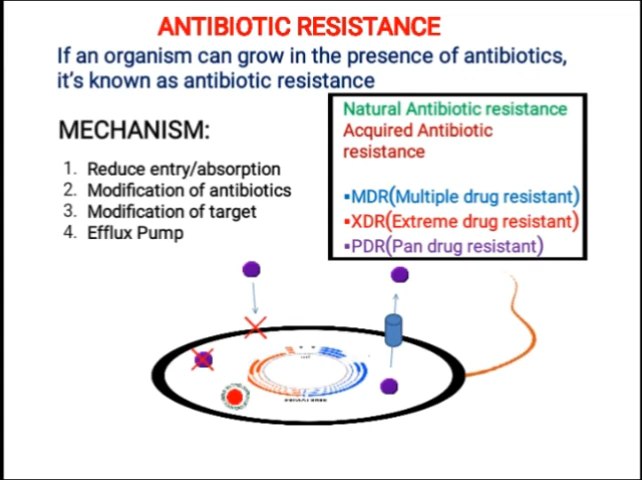 ANTIBIOTIC RESISTANCE
If an organism can grow in the presence of antibiotics,
it's known as antibiotic resistance
MECHANISM:
1. Reduce entry/absorption
2. Modification of antibiotics
3. Modification of target
4. Efflux Pump
Natural Antibiotic resistance
Acquired Antibiotic
resistance
▪MDR(Multiple drug resistant)
▪XDR(Extreme drug resistant)
▪PDR(Pan drug resistant)